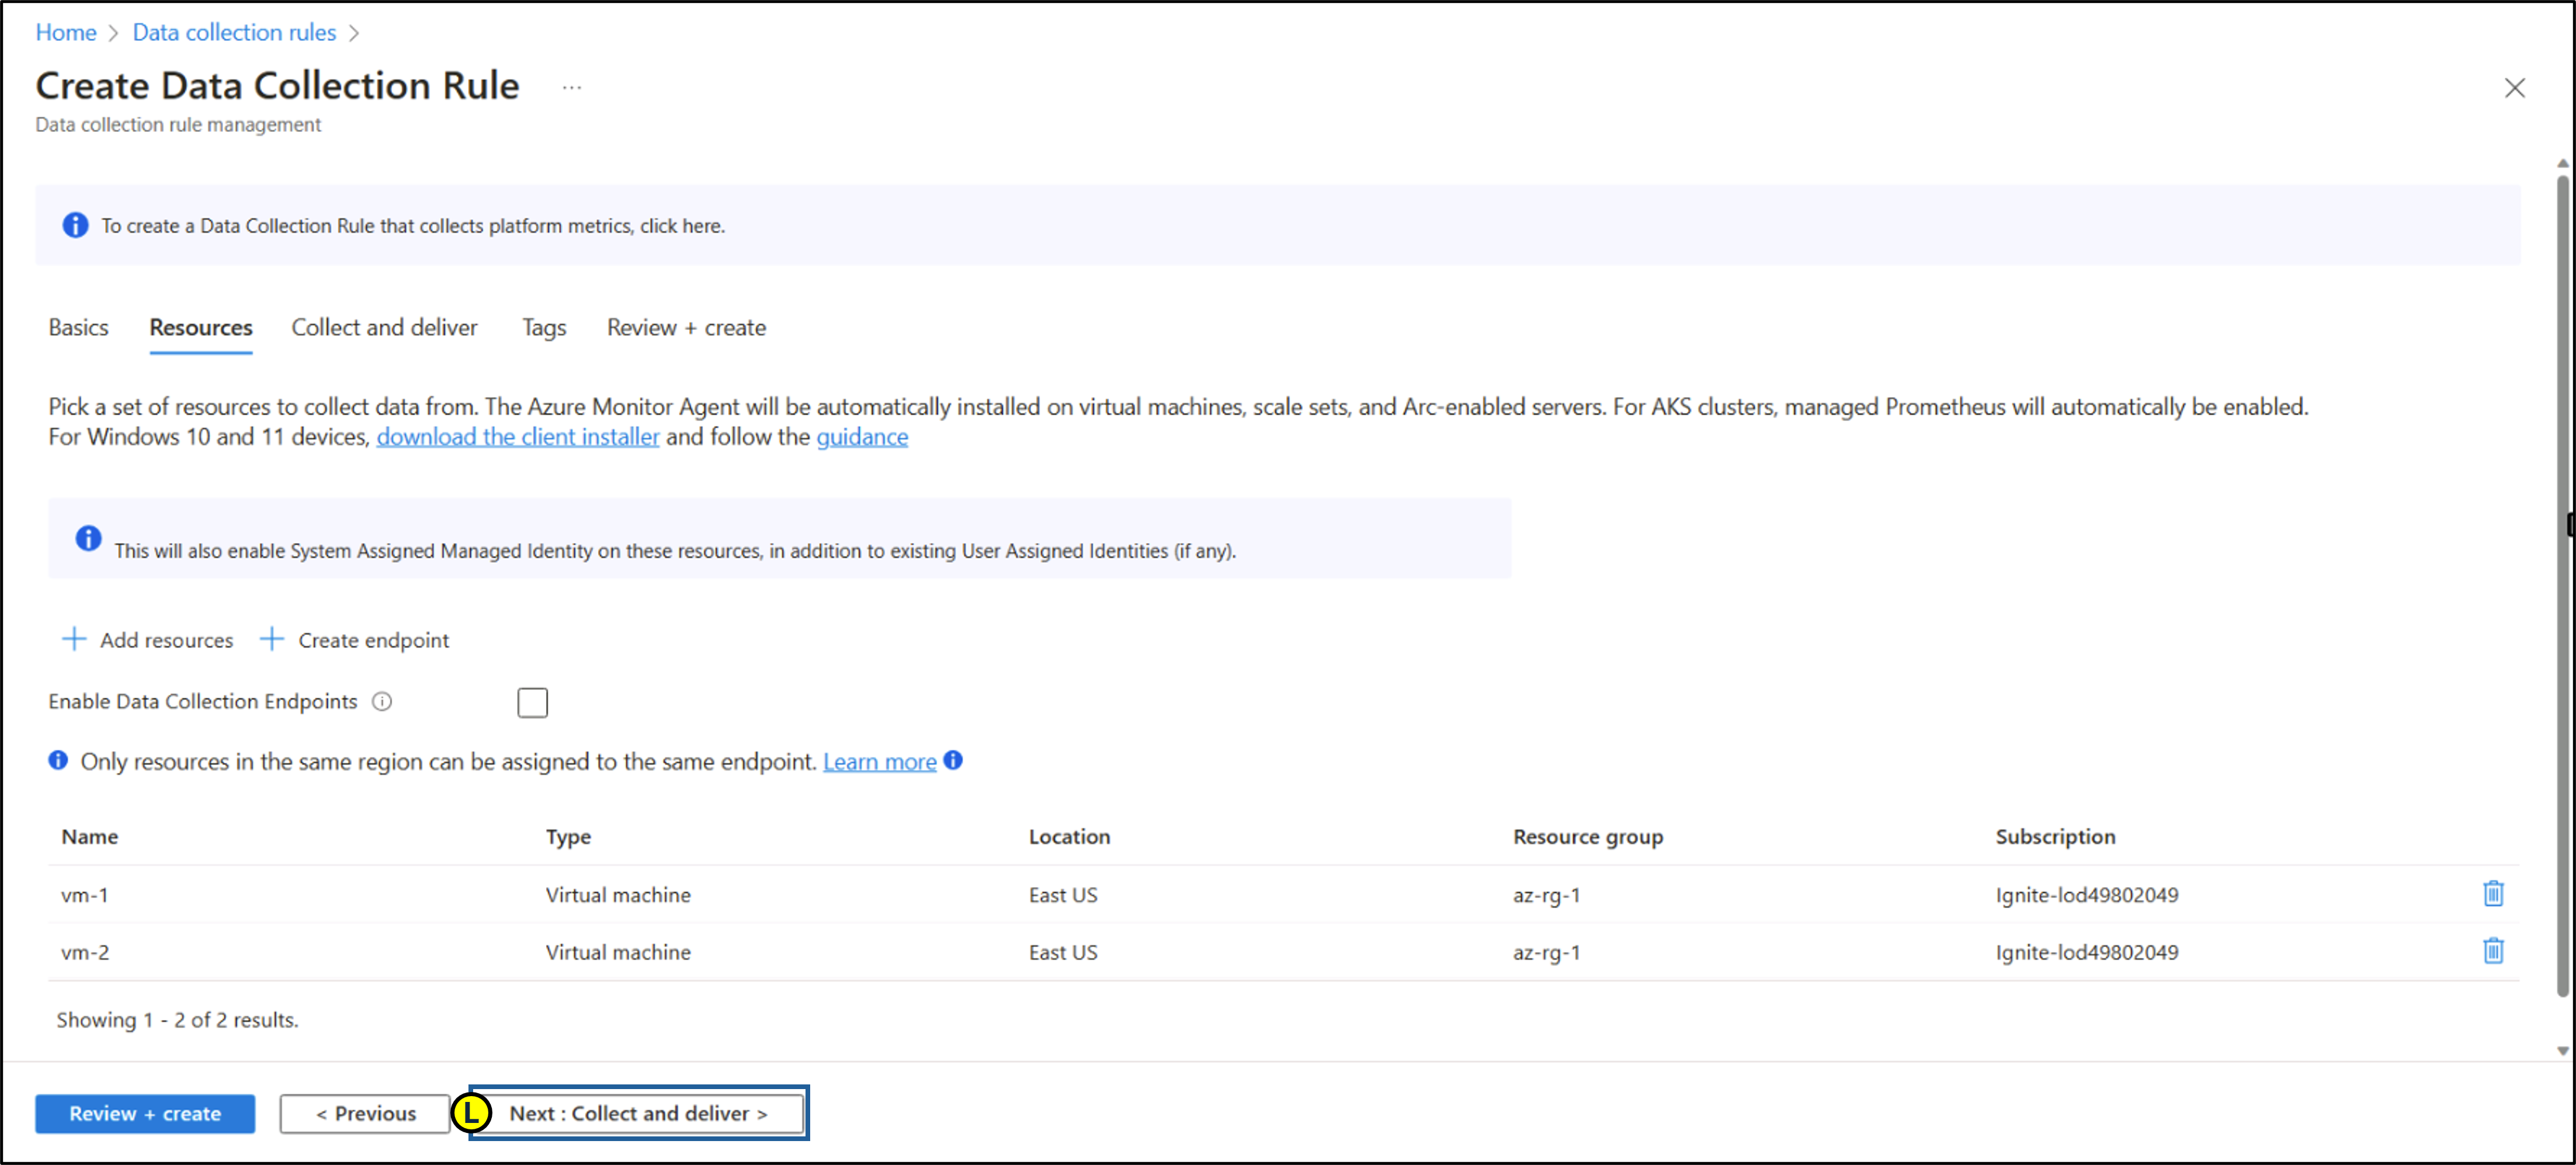 Home > Data collection rules >
Create Data Collection Rule ...
Data collection rule management
To create a Data Collection Rule that collects platform metrics, click here.
Basics Resources Collect and deliver Tags Review + create
Pick a set of resources to collect data from. The Azure Monitor Agent will be automatically installed on virtual machines, scale sets, and Arc-enabled servers. For AKS clusters, managed Prometheus will automatically be enabled.
For Windows 10 and 11 devices, download the client installer and follow the guidance
This will also enable System Assigned Managed Identity on these resources, in addition to existing User Assigned Identities (if any).
+ Add resources + Create endpoint
Enable Data Collection Endpoints
Only resources in the same region can be assigned to the same endpoint. Learn more
Name Type Location Resource group Subscription
vm-1 Virtual machine East US az-rg-1 Ignite-lod49802049
vm-2 Virtual machine East US az-rg-1 Ignite-lod49802049
Showing 1 - 2 of 2 results.
Review + create < Previous L Next : Collect and deliver >